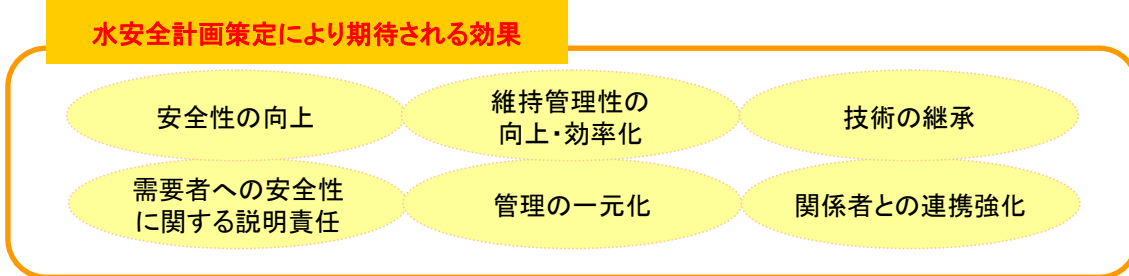 水安全計画策定により期待される効果
安全性の向上
維持管理性の
向上・効率化
技術の継承
需要者への安全性
に関する説明責任
管理の一元化
関係者との連携強化